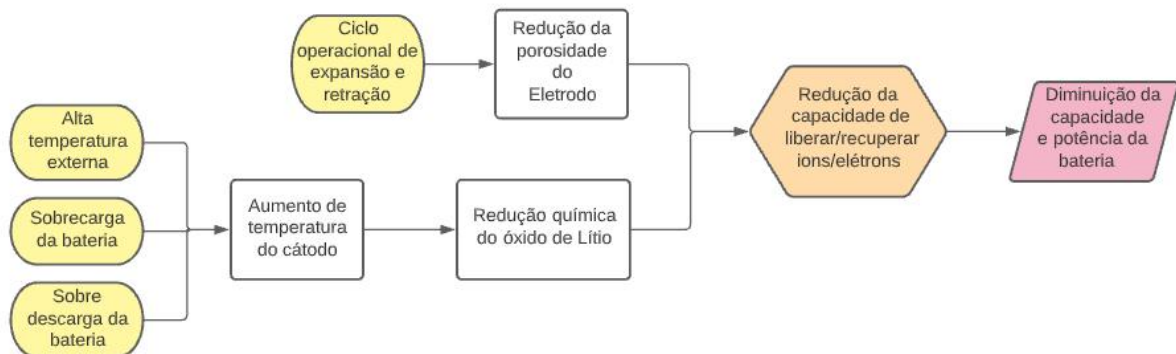 Ciclo
operacional de
expansão e
retração
Redução da
porosidade
do
Eletrodo
Redução da
capacidade de
liberar/recuperar
ions/elétrons
Diminuição da
capacidade
e potência da
bateria
Alta
temperatura
externa
Sobrecarga
da bateria
Sobre
descarga da
bateria
Aumento de
temperatura
do cátodo
Redução química
do óxido de Lítio